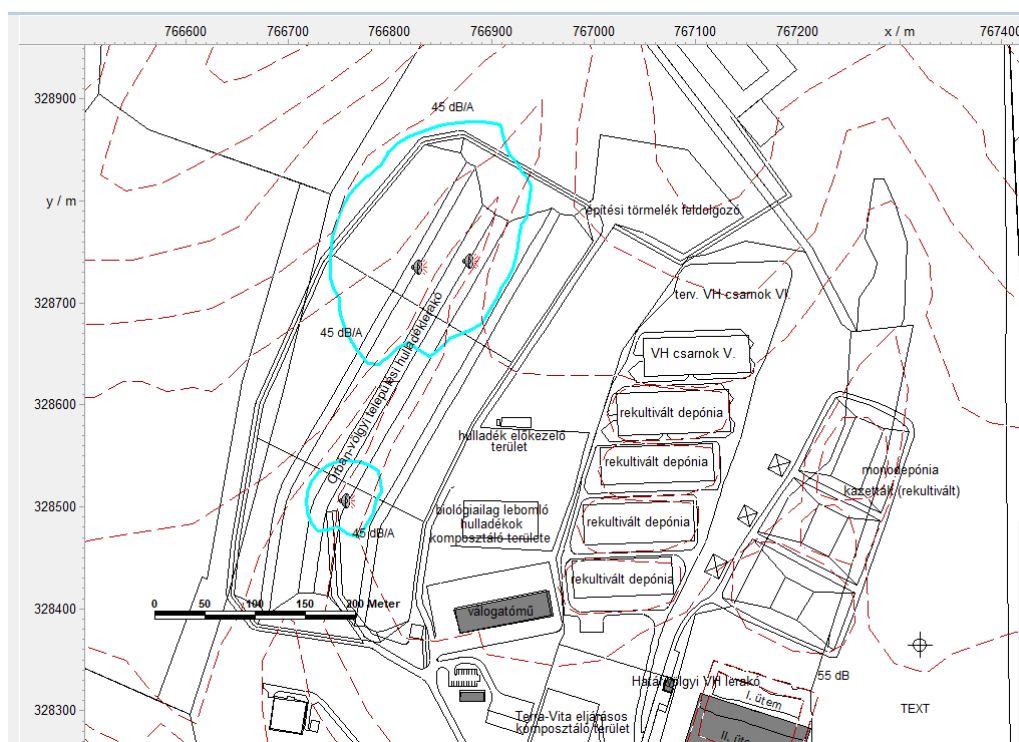 766600 766700 766800 766900 767000 767100 767200 x / m 767400
328900
y / m
328700
328600
328500
328400
328300
45 dB/A
építési törmelék feldolgozó
terv. VH csarnok VI.
45 dB/A
VH csarnok V.
Orbán-völgyi települési hulladéklerakó
rekultivált depónia
hulladék előkezelő
terület
rekultivált depónia
monodepónia
kazetták (rekultivált)
biológiailag lebomló
hulladékok
komposztáló területe
rekultivált depónia
45 dB/A
rekultivált depónia
0 50 100 150 200 Meter
válogatómű
Határvölgyi VH lerakó
55 dB
I. ütem
TEXT
Terra-Vita eljárásos
komposztáló terület
II. üte